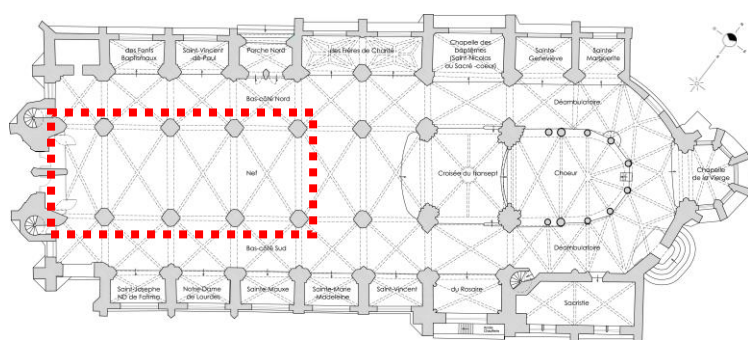 des Fonts
Baptismaux
Saint-Vincent
de-Paul
Porche Nord
des Frères de Charité
Chapelle des
baptêmes
(Saint-Nicolas
ou Sacré-coeur)
Sainte
Geneviève
Sainte
Marguerite
Bas-côté Nord
Déambulatoire
Nef
Croisée du transept
Choeur
Chapelle
de la Vierge
Bas-côté Sud
Déambulatoire
Saint-Joseph
ND de Fatima
Notre-Dame
de Lourdes
Sainte-Mauxe
Sainte-Marie
Madeleine
Saint-Vincent
du Rosaire
Sacristie